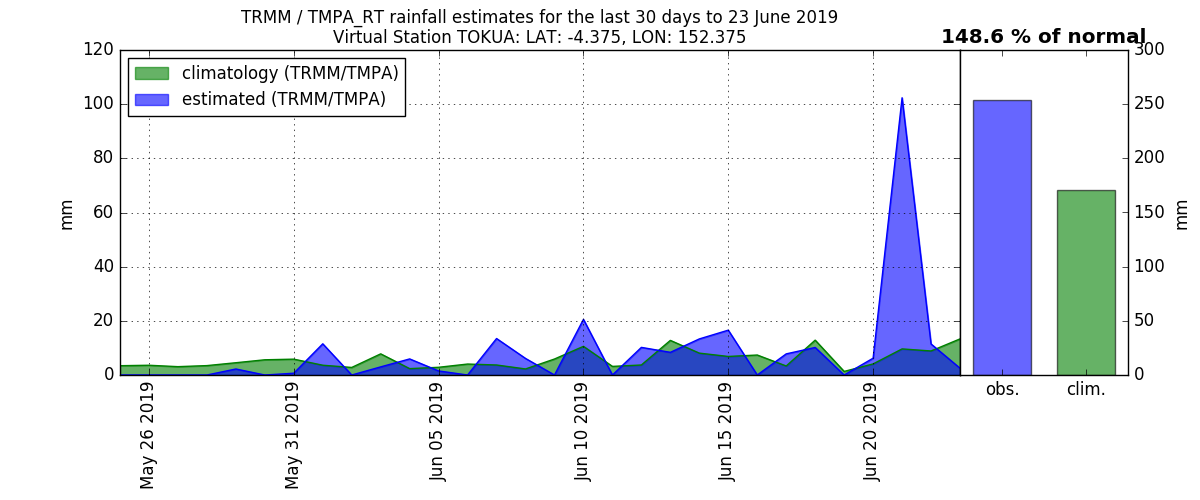 TRMM / TMPA_RT rainfall estimates for the last 30 days to 23 June 2019
Virtual Station TOKUA: LAT: -4.375, LON: 152.375
148.6 % of normal
climatology (TRMM/TMPA)
estimated (TRMM/TMPA)
120
100
80
60
40
20
0
mm
May 26 2019
May 31 2019
Jun 05 2019
Jun 10 2019
Jun 15 2019
Jun 20 2019
300
250
200
150
100
50
0
mm
obs.
clim.